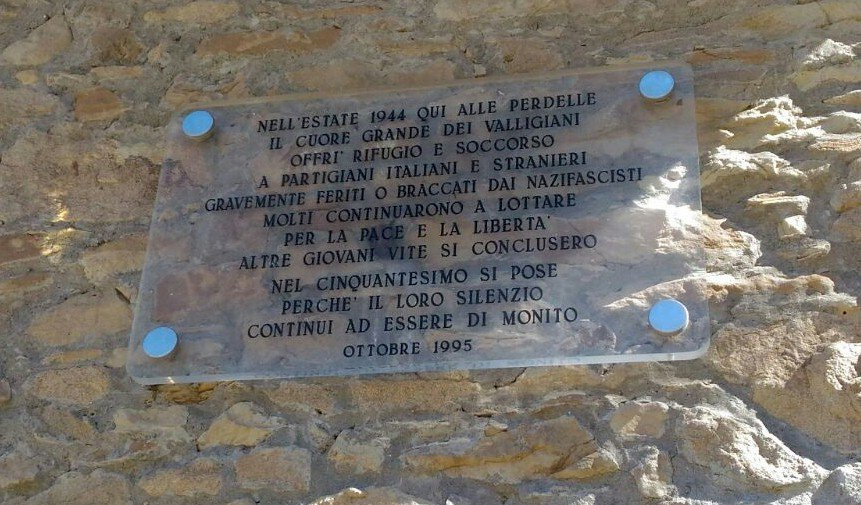 NELL'ESTATE 1944 QUI ALLE PERDELLE
IL CUORE GRANDE DEI VALLIGIANI
OFFRI' RIFUGIO E SOCCORSO
A PARTIGIANI ITALIANI E STRANIERI
GRAVEMENTE FERITI O BRACCATI DAI NAZIFASCISTI
MOLTI CONTINUARONO A LOTTARE
PER LA PACE E LA LIBERTA'
ALTRE GIOVANI VITE SI CONCLUSERO
NEL CINQUANTESIMO SI POSE
PERCHE' IL LORO SILENZIO
CONTINUI AD ESSERE DI MONITO
OTTOBRE 1995